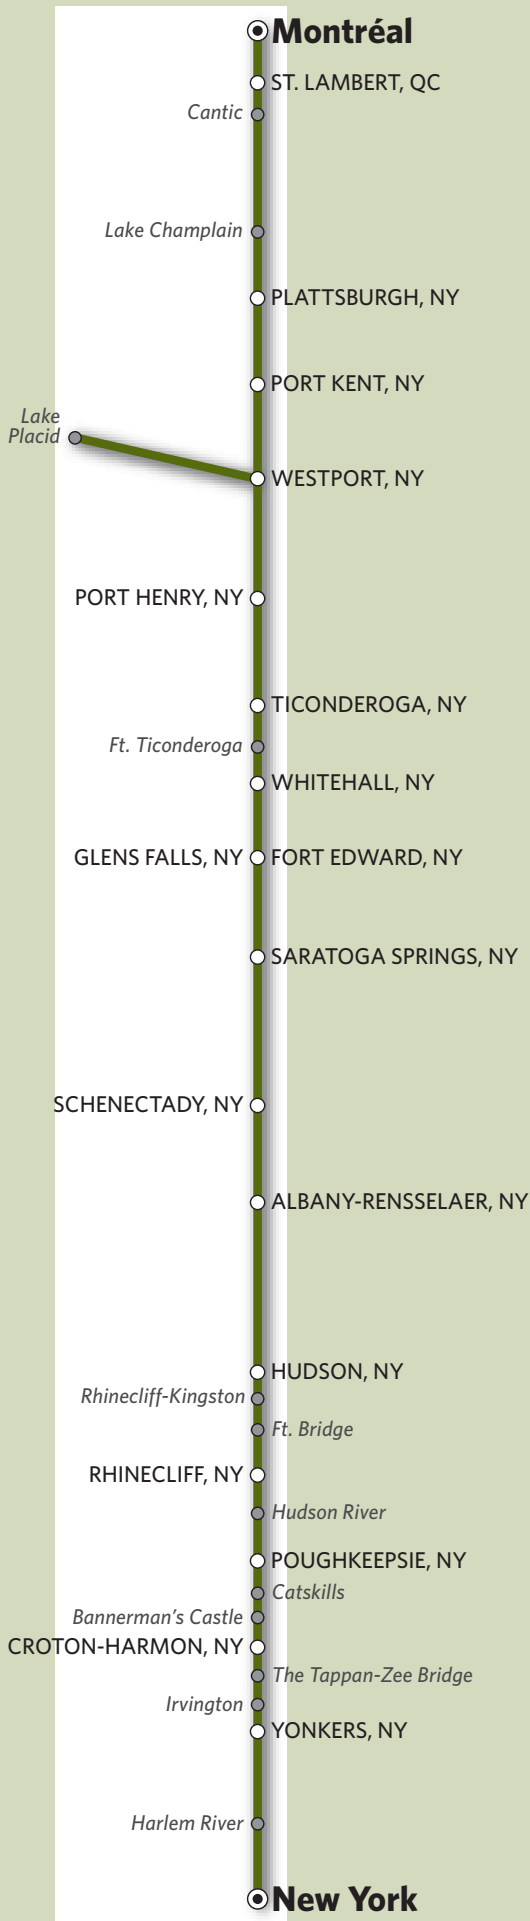 Montréal
ST. LAMBERT, QC
Cantic
Lake Champlain
PLATTSBURGH, NY
PORT KENT, NY
Lake
Placid
WESTPORT, NY
PORT HENRY, NY
TICONDEROGA, NY
Ft. Ticonderoga
WHITEHALL, NY
GLENS FALLS, NY FORT EDWARD, NY
SARATOGA SPRINGS, NY
SCHENECTADY, NY
ALBANY-RENSSELAER, NY
HUDSON, NY
Rhinecliff-Kingston
Ft. Bridge
RHINECLIFF, NY
Hudson River
POUGHKEEPSIE, NY
Catskills
Bannerman's Castle
CROTON-HARMON, NY
The Tappan-Zee Bridge
Irvington
YONKERS, NY
Harlem River
New York